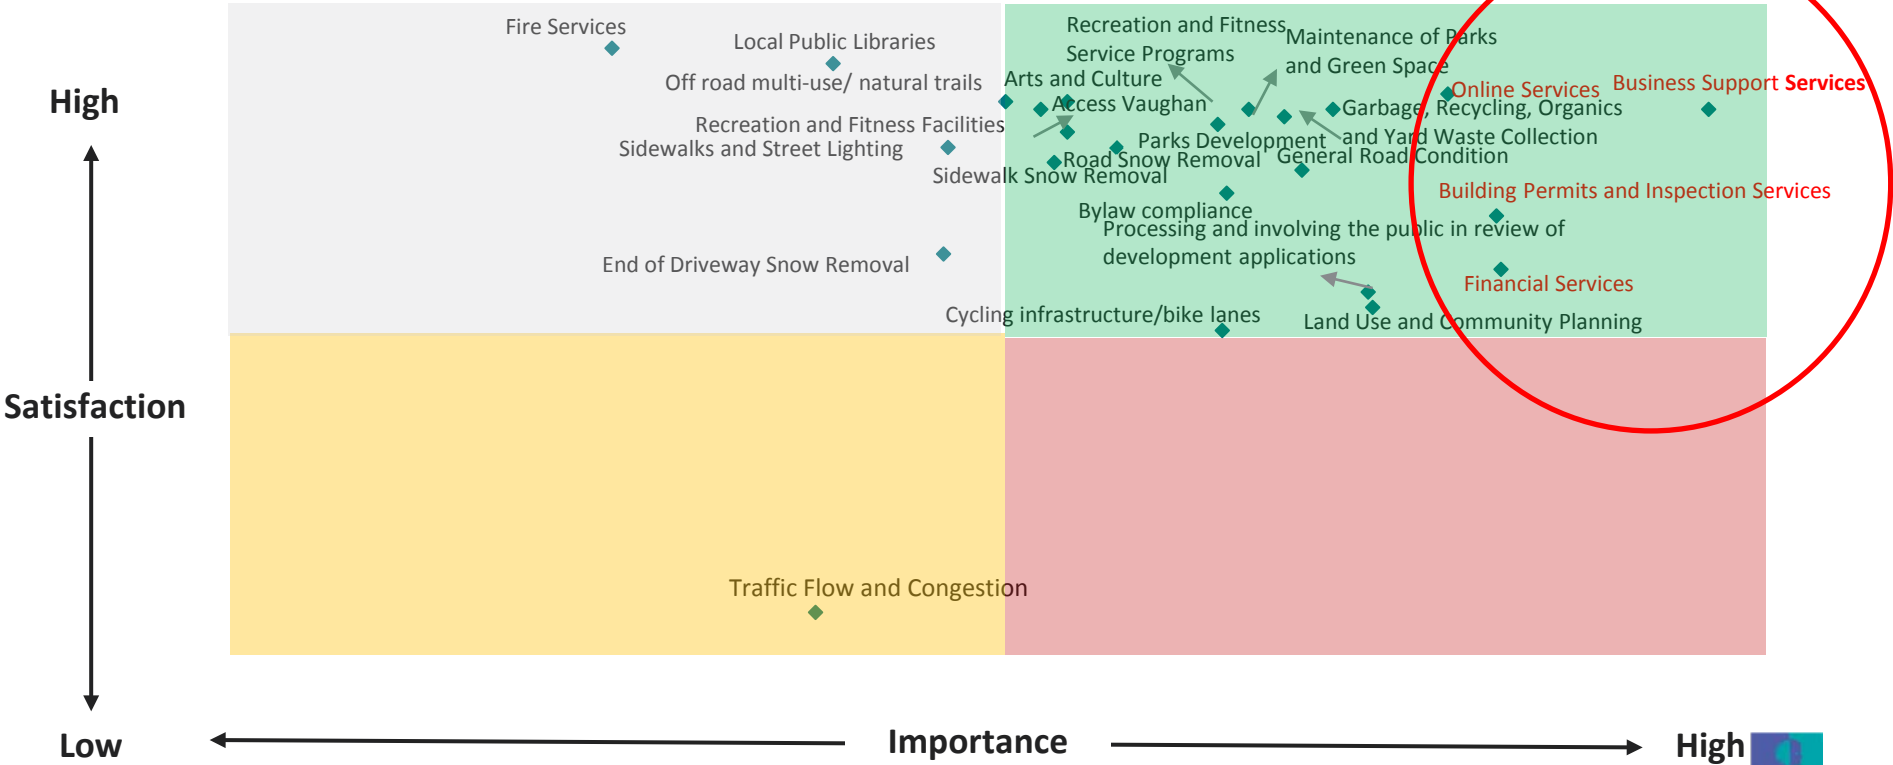 Fire Services
Local Public Libraries
Off road multi-use/ natural trails
Recreation and Fitness Facilities
Sidewalks and Street Lighting
End of Driveway Snow Removal
Recreation and Fitness
Service Programs
Maintenance of Parks
and Green Space
Arts and Culture
Access Vaughan
Online Services
Business Support Services
Garbage, Recycling, Organics
and Yard Waste Collection
Parks Development
Road Snow Removal
General Road Condition
Sidewalk Snow Removal
Building Permits and Inspection Services
Bylaw compliance
Processing and involving the public in review of
development applications
Financial Services
Cycling infrastructure/bike lanes
Land Use and Community Planning
Traffic Flow and Congestion
High
Satisfaction
Low
Importance
High